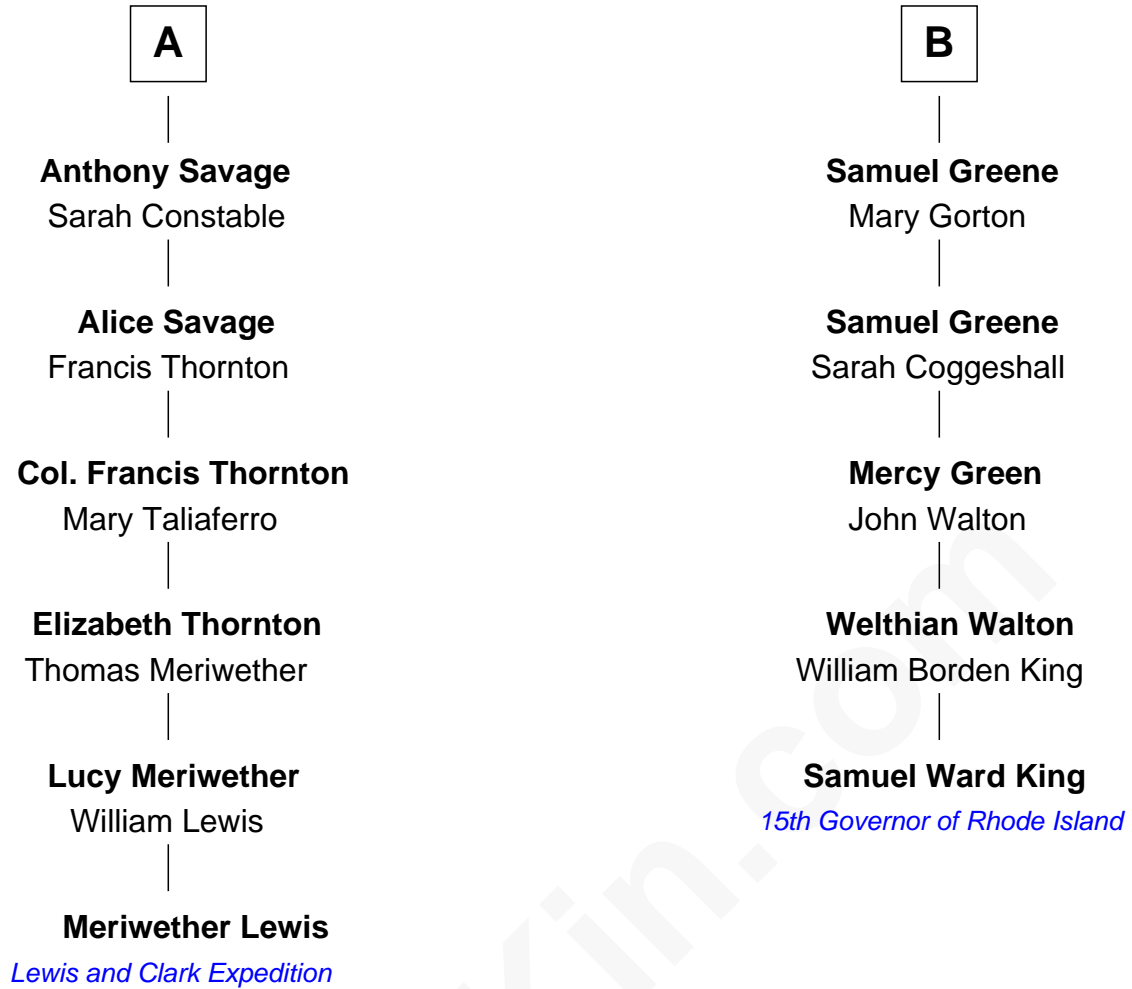 A
Anthony Savage
Sarah Constable
Alice Savage
Francis Thornton
Col. Francis Thornton
Mary Taliaferro
Elizabeth Thornton
Thomas Meriwether
Lucy Meriwether
William Lewis
Meriwether Lewis
Lewis and Clark Expedition
B
Samuel Greene
Mary Gorton
Samuel Greene
Sarah Coggeshall
Mercy Green
John Walton
Welthian Walton
William Borden King
Samuel Ward King
15th Governor of Rhode Island
Kin.com